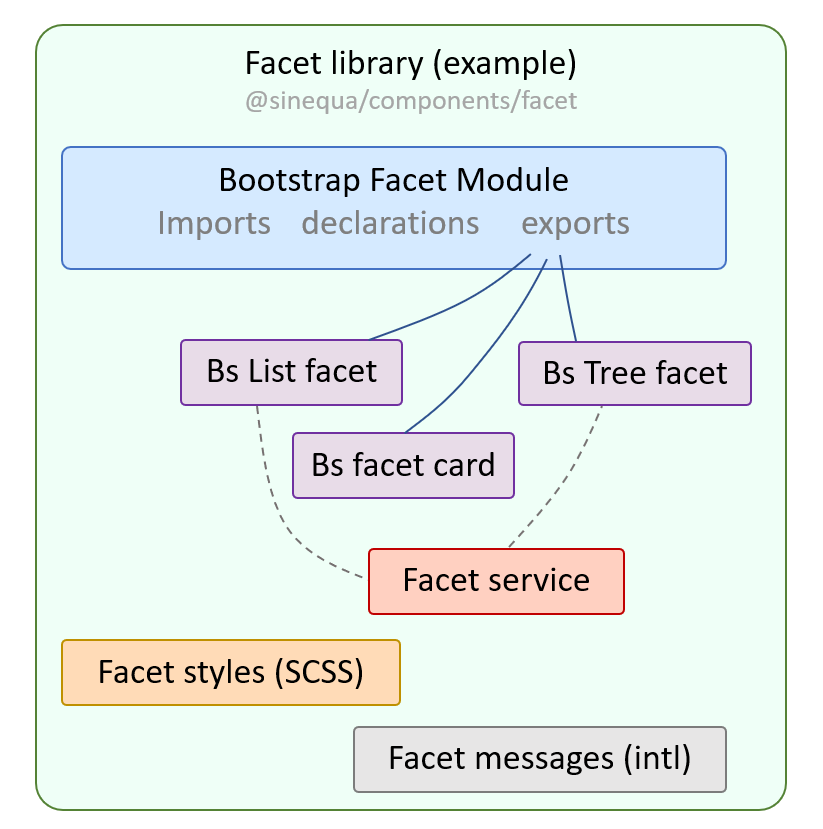 Facet library (example)
@sinequa/components/facet
Bootstrap Facet Module
Imports declarations exports
Bs List facet
Bs Tree facet
Bs facet card
Facet service
Facet styles (SCSS)
Facet messages (intl)